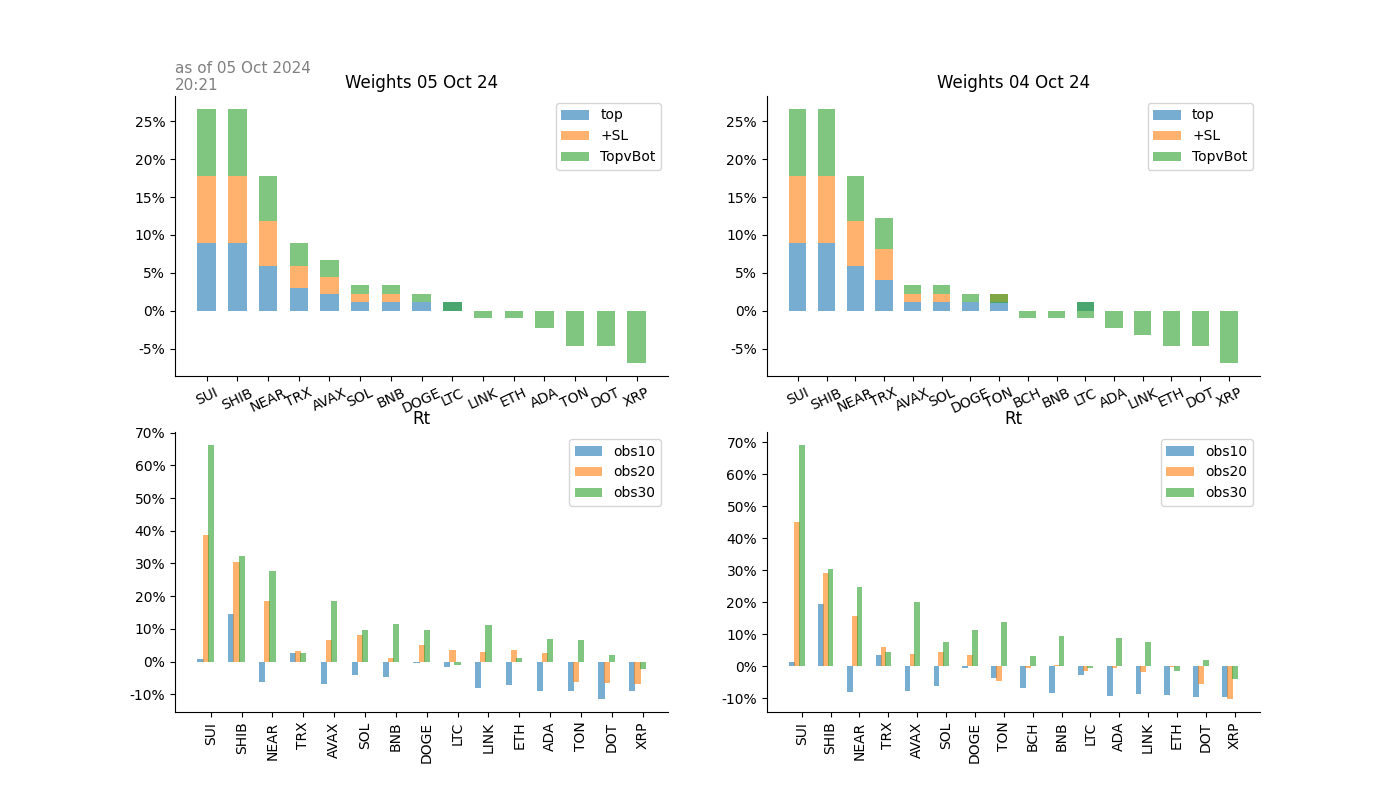 as of 05 Oct 2024
20:21
Weights 05 Oct 24
25%
20%
15%
10%
5%
0%
-5%
top
+SL
TopvBot
SUI SHIB NEAR TRX AVAX SOL BNB DOGE LTC LINK ETH ADA TON DOT XRP
Weights 04 Oct 24
25%
20%
15%
10%
5%
0%
-5%
top
+SL
TopvBot
SUI SHIB NEAR TRX AVAX SOL DOGE TON BCH BNB LTC ADA LINK ETH DOT XRP
Rt
70%
60%
50%
40%
30%
20%
10%
0%
-10%
obs10
obs20
obs30
SUI SHIB NEAR TRX AVAX SOL BNB DOGE LTC LINK ETH ADA TON DOT XRP
Rt
70%
60%
50%
40%
30%
20%
10%
0%
-10%
obs10
obs20
obs30
SUI SHIB NEAR TRX AVAX SOL DOGE TON BCH BNB LTC ADA LINK ETH DOT XRP